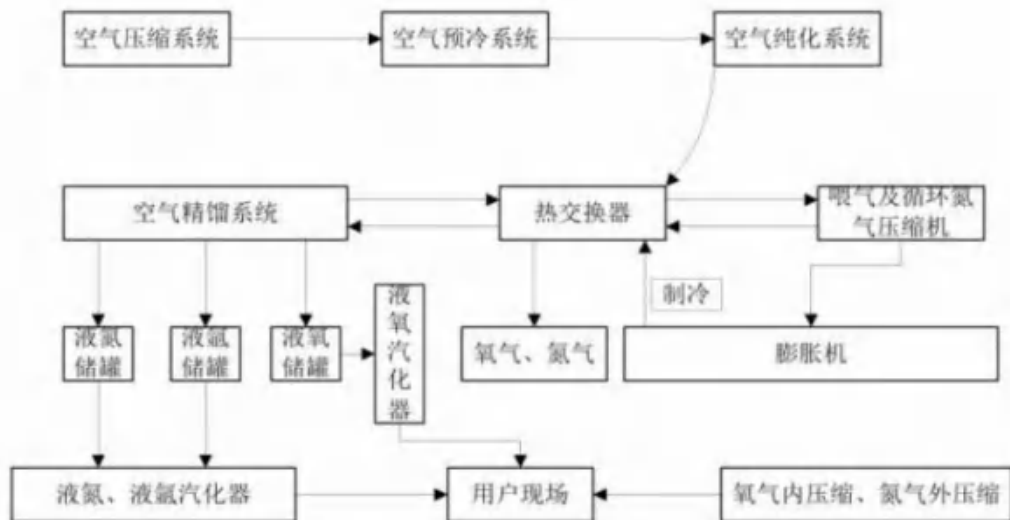 空气压缩系统
空气预冷系统
空气纯化系统
空气精馏系统
热交换器
喂气及循环氮
气压缩机
制冷
液氮
储罐
液氩
储罐
液氧
储罐
液氧汽化器
氧气、氮气
膨胀机
液氮、液氩汽化器
用户现场
氧气内压缩、氮气外压缩